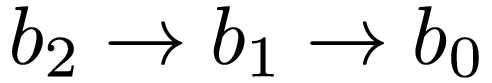 b₂ → b₁ → b₀